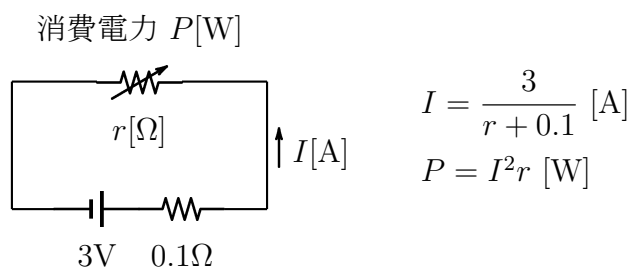 消費電力 P[W]
r[Ω]
I[A]
3V
0.1Ω
I = 3/(r + 0.1) [A]
P = I²r [W]